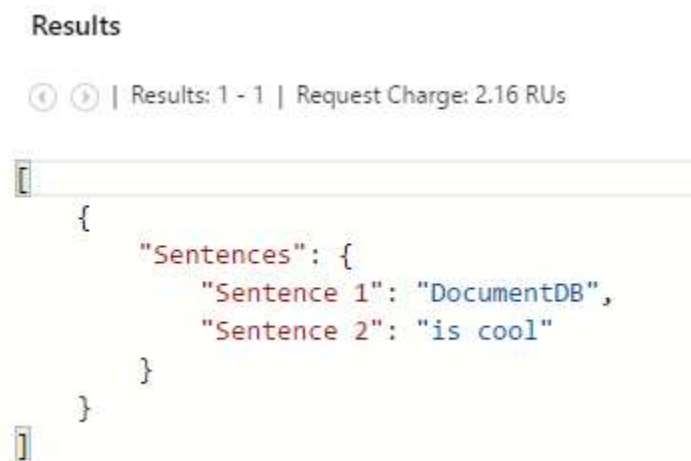 Results
| Results: 1 - 1 | Request Charge: 2.16 RUs
[
    {
        "Sentences": {
            "Sentence 1": "DocumentDB",
            "Sentence 2": "is cool"
        }
    }
]